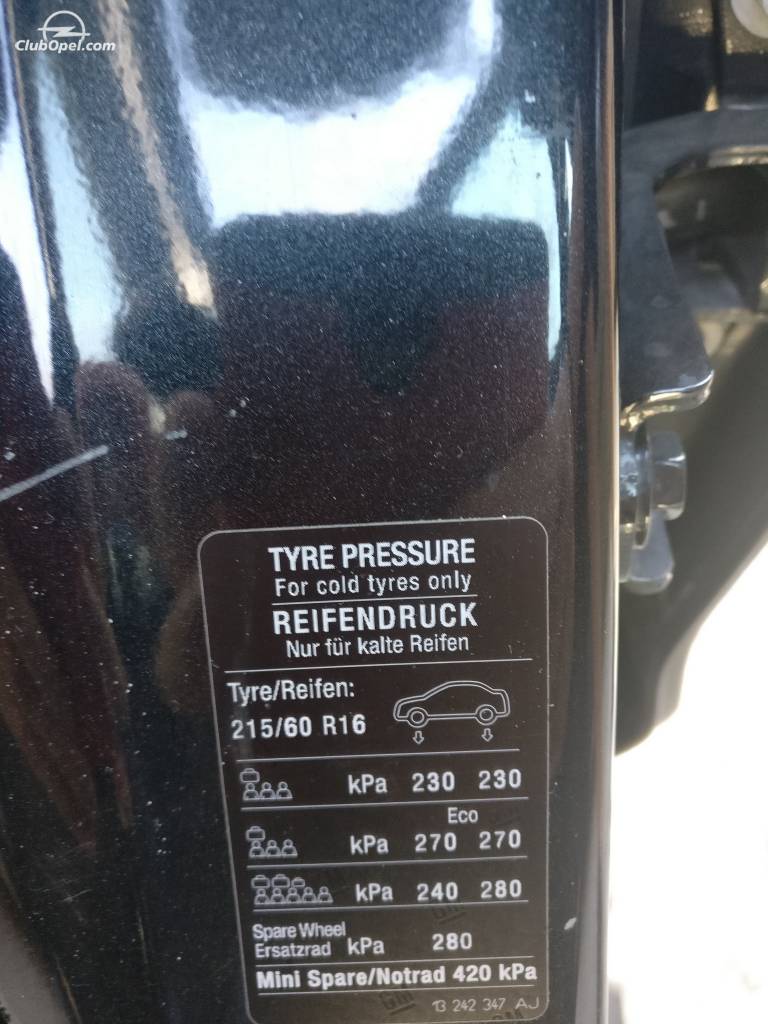 ClubOpel.com
TYRE PRESSURE
For cold tyres only
REIFENDRUCK
Nur für kalte Reifen
Tyre/Reifen:
215/60 R16
kPa 230 230
Eco
kPa 270 270
kPa 240 280
Spare Wheel
Ersatzrad kPa 280
Mini Spare/Notrad 420 kPa
GM
13 242 347 AJ